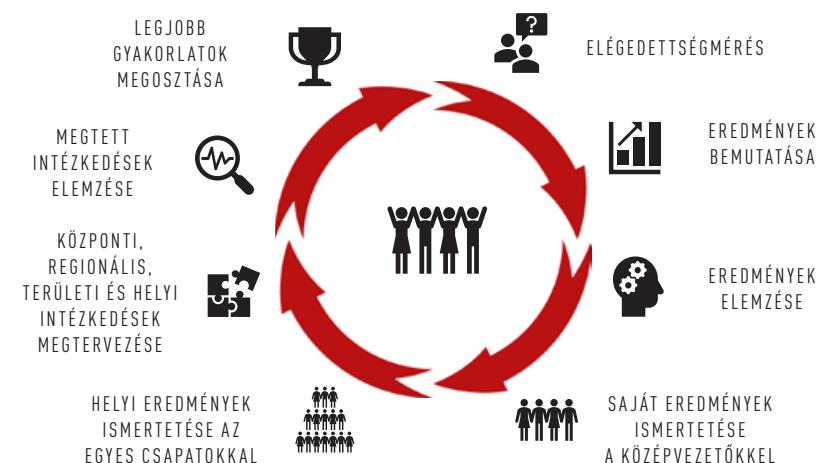 LEGJOBB
GYAKORLATOK
MEGOSZTÁSA
?
ELÉGEDETTSÉGMÉRÉS
EREDMÉNYEK
BEMUTATÁSA
EREDMÉNYEK
ELEMZÉSE
SAJÁT EREDMÉNYEK
ISMERTETÉSE
A KÖZÉPVEZETŐKKEL
HELYI EREDMÉNYEK
ISMERTETÉSE AZ
EGYES CSAPATOKKAL
KÖZPONTI,
REGIONÁLIS,
TERÜLETI ÉS HELYI
INTÉZKEDÉSEK
MEGTERVEZÉSE
MEGTETT
INTÉZKEDÉSEK
ELEMZÉSE